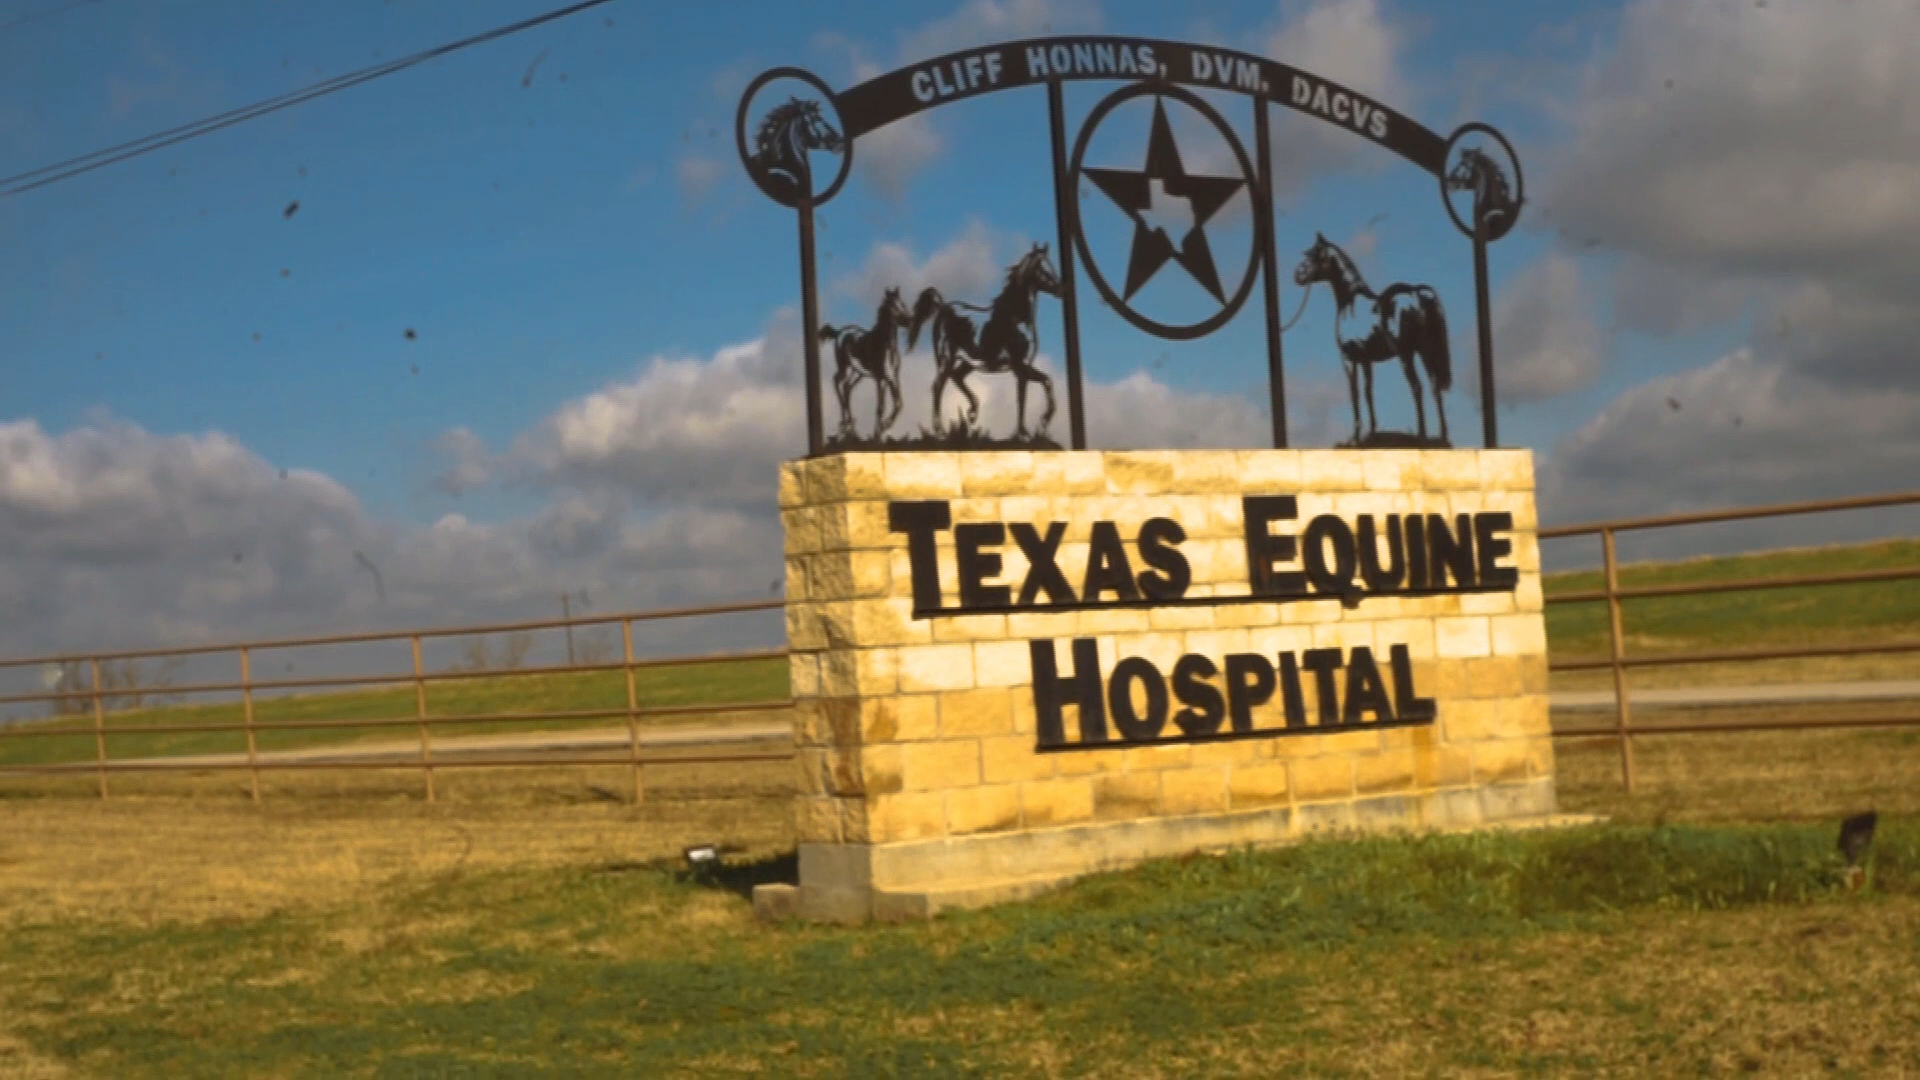 CLIFF HONNAS, DVM, DACVS
TEXAS EQUINE
HOSPITAL